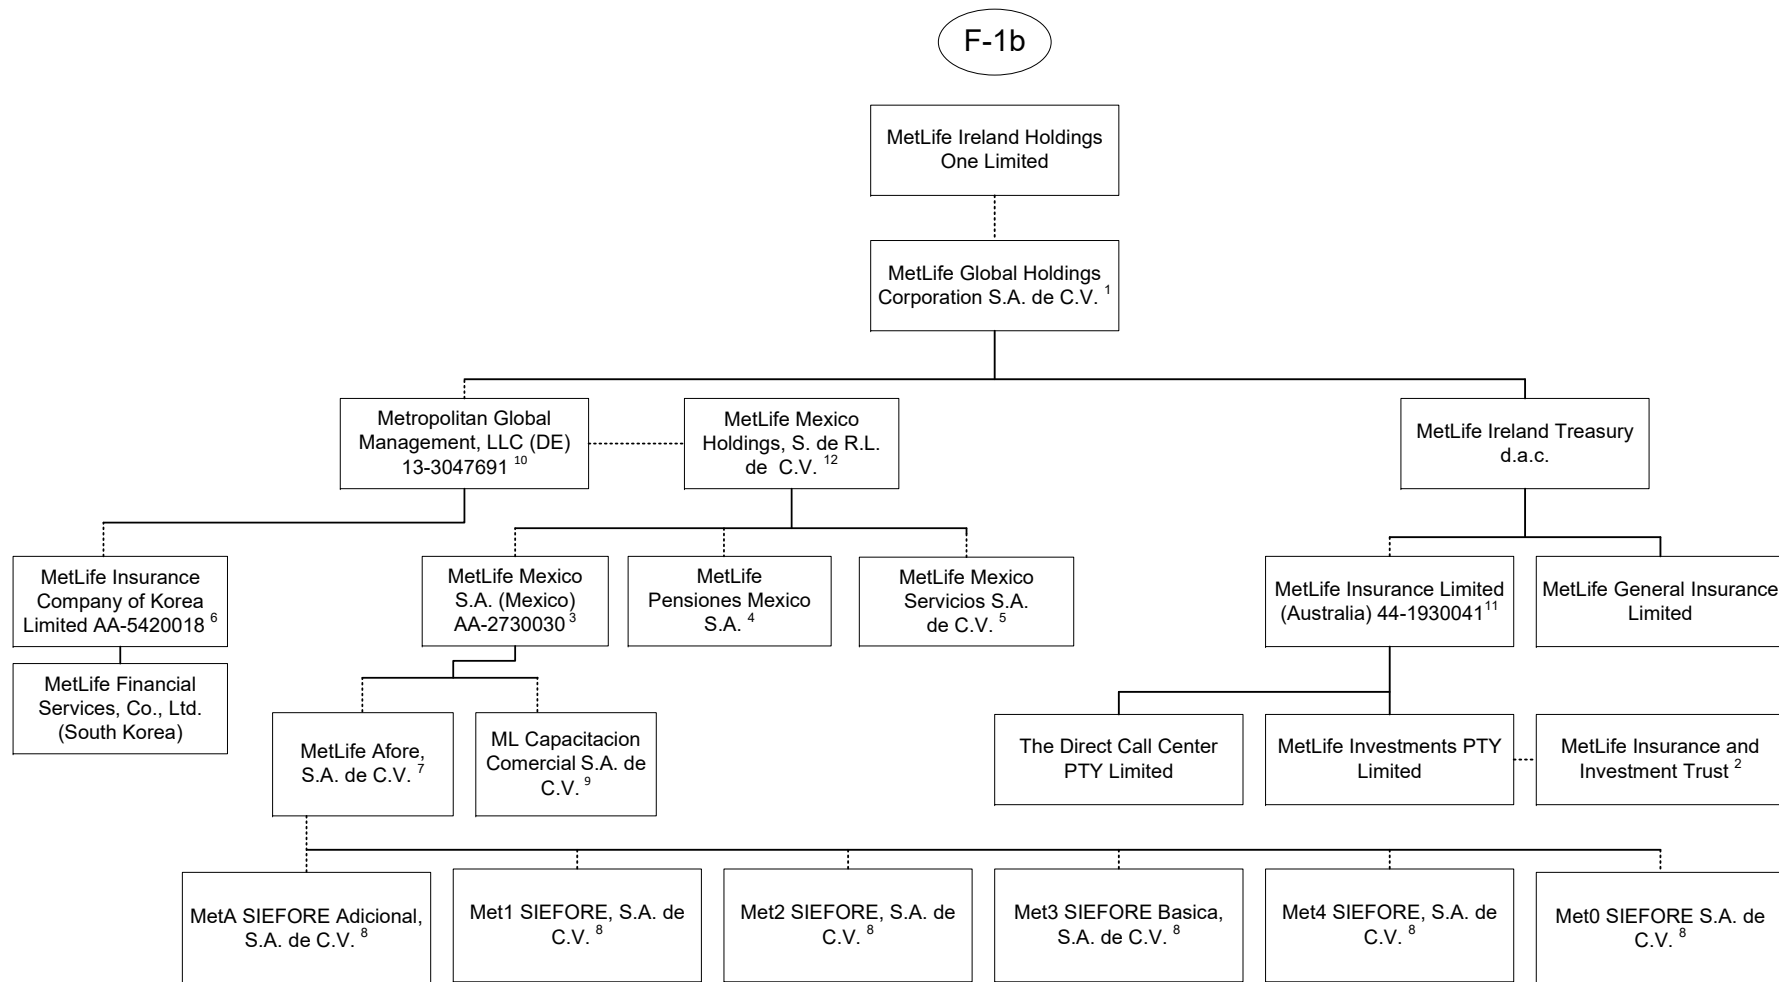 F-1b
MetLife Ireland Holdings
One Limited
MetLife Global Holdings
Corporation S.A. de C.V. 1
Metropolitan Global
Management, LLC (DE)
13-3047691 10
MetLife Mexico
Holdings, S. de R.L.
de C.V. 12
MetLife Ireland Treasury
d.a.c.
MetLife Insurance
Company of Korea
Limited AA-5420018 6
MetLife Mexico
S.A. (Mexico)
AA-2730030 3
MetLife
Pensiones Mexico
S.A. 4
MetLife Mexico
Servicios S.A.
de C.V. 5
MetLife Insurance Limited
(Australia) 44-1930041 11
MetLife General Insurance
Limited
MetLife Financial
Services, Co., Ltd.
(South Korea)
MetLife Afore,
S.A. de C.V. 7
ML Capacitacion
Comercial S.A. de
C.V. 9
The Direct Call Center
PTY Limited
MetLife Investments PTY
Limited
MetLife Insurance and
Investment Trust 2
MetA SIEFORE Adicional,
S.A. de C.V. 8
Met1 SIEFORE, S.A. de
C.V. 8
Met2 SIEFORE, S.A. de
C.V. 8
Met3 SIEFORE Basica,
S.A. de C.V. 8
Met4 SIEFORE, S.A. de
C.V. 8
Met0 SIEFORE S.A. de
C.V. 8